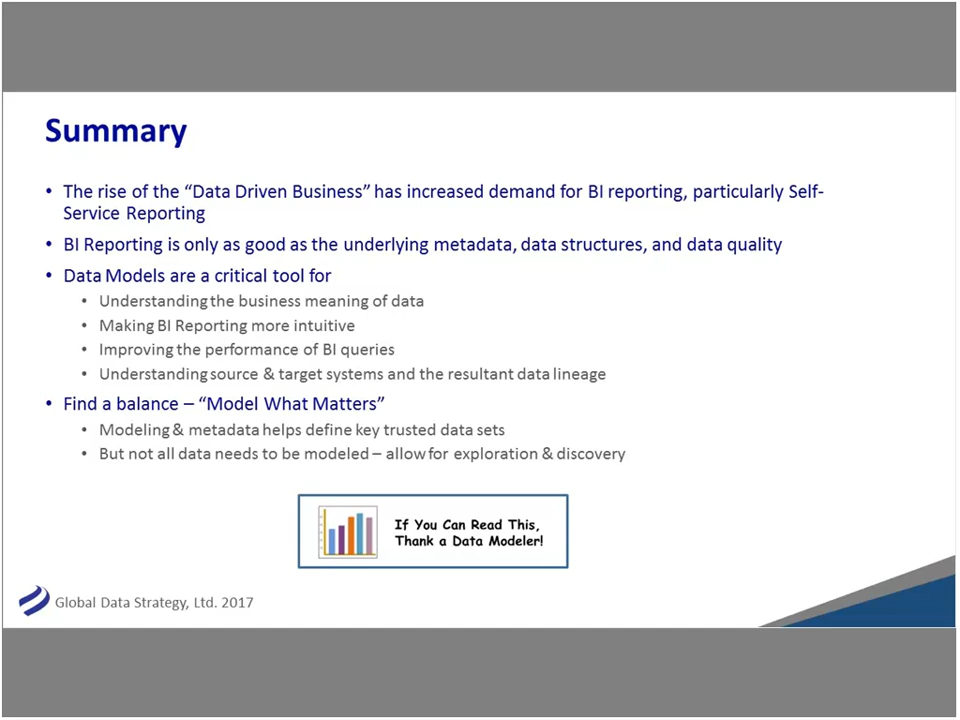 Summary
• The rise of the “Data Driven Business” has increased demand for BI reporting, particularly Self-
Service Reporting
• BI Reporting is only as good as the underlying metadata, data structures, and data quality
• Data Models are a critical tool for
• Understanding the business meaning of data
• Making BI Reporting more intuitive
• Improving the performance of BI queries
• Understanding source & target systems and the resultant data lineage
• Find a balance – “Model What Matters”
• Modeling & metadata helps define key trusted data sets
• But not all data needs to be modeled – allow for exploration & discovery
If You Can Read This,
Thank a Data Modeler!
Global Data Strategy, Ltd. 2017